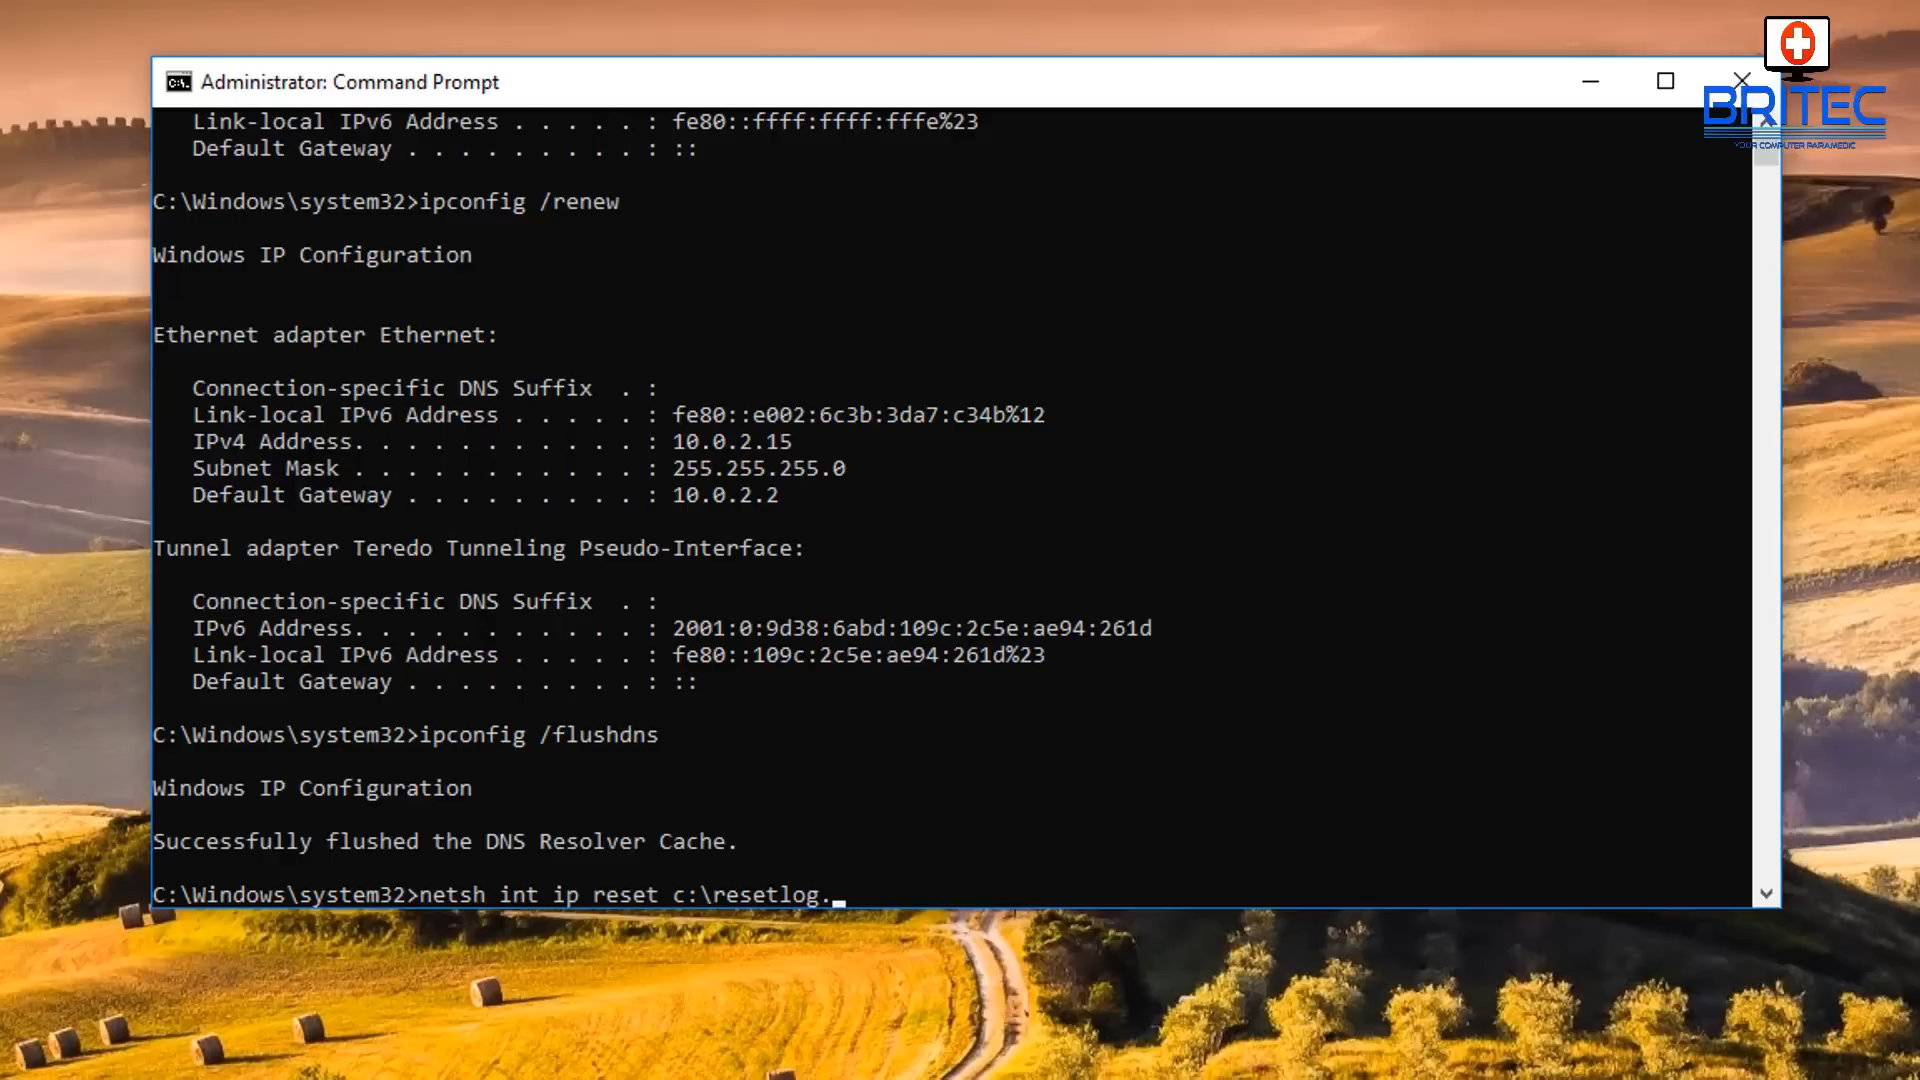 Administrator: Command Prompt
BRITEC
YOUR COMPUTER PARAMEDIC
Link-local IPv6 Address . . . . . : fe80::ffff:ffff:fffe%23
Default Gateway . . . . . . . . . : ::
C:\Windows\system32>ipconfig /renew
Windows IP Configuration
Ethernet adapter Ethernet:
Connection-specific DNS Suffix  . :
Link-local IPv6 Address . . . . . : fe80::e002:6c3b:3da7:c34b%12
IPv4 Address. . . . . . . . . . . : 10.0.2.15
Subnet Mask . . . . . . . . . . . : 255.255.255.0
Default Gateway . . . . . . . . . : 10.0.2.2
Tunnel adapter Teredo Tunneling Pseudo-Interface:
Connection-specific DNS Suffix  . :
IPv6 Address. . . . . . . . . . . : 2001:0:9d38:6abd:109c:2c5e:ae94:261d
Link-local IPv6 Address . . . . . : fe80::109c:2c5e:ae94:261d%23
Default Gateway . . . . . . . . . : ::
C:\Windows\system32>ipconfig /flushdns
Windows IP Configuration
Successfully flushed the DNS Resolver Cache.
C:\Windows\system32>netsh int ip reset c:\resetlog.